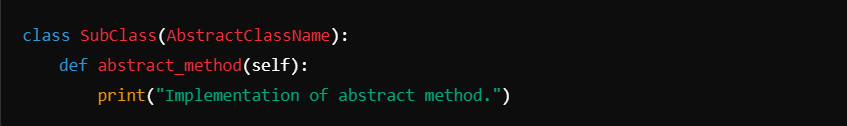 class SubClass(AbstractClassName):
    def abstract_method(self):
        print("Implementation of abstract method.")